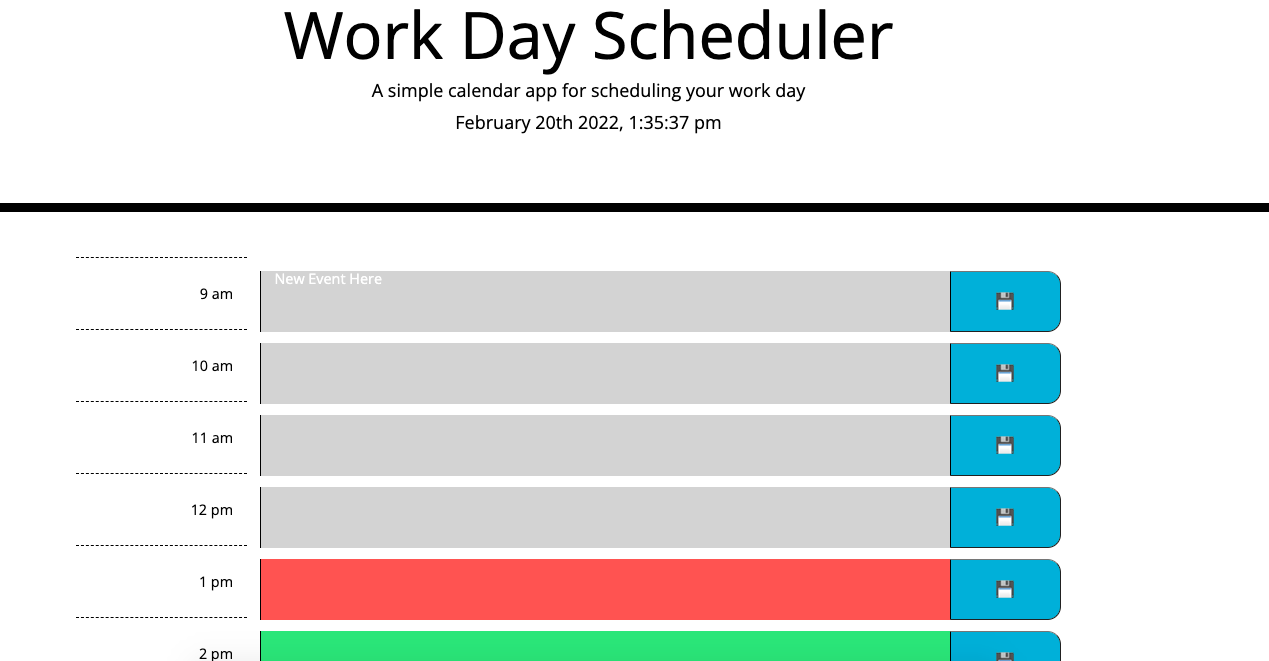 Work Day Scheduler
A simple calendar app for scheduling your work day
February 20th 2022, 1:35:37 pm
9 am
New Event Here
10 am
11 am
12 pm
1 pm
2 pm